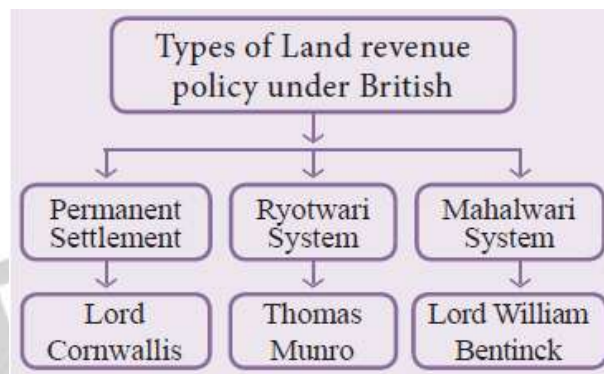 Types of Land revenue
policy under British
Permanent
Settlement
Ryotwari
System
Mahalwari
System
Lord
Cornwallis
Thomas
Munro
Lord William
Bentinck